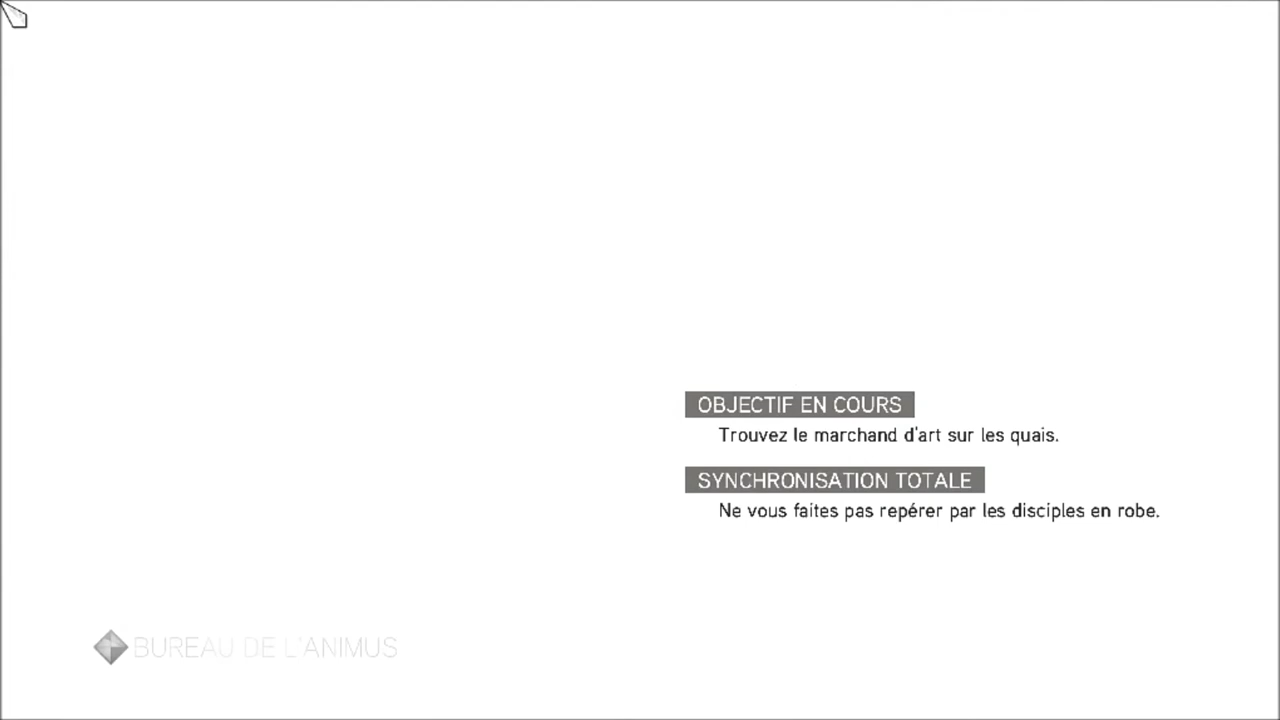 OBJECTIF EN COURS
Trouvez le marchand d'art sur les quais.
SYNCHRONISATION TOTALE
Ne vous faites pas repérer par les disciples en robe.
BUREAU DE L'ANIMUS